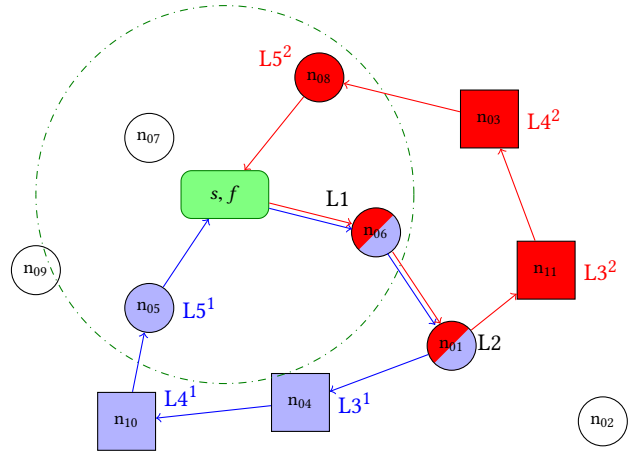 L5²
n₀₈
n₀₃
L4²
n₀₇
s, f
L1
n₀₆
n₀₉
n₁₁
L3²
n₀₅
L5¹
n₀₁
L2
L4¹
n₀₄
L3¹
n₁₀
n₀₂